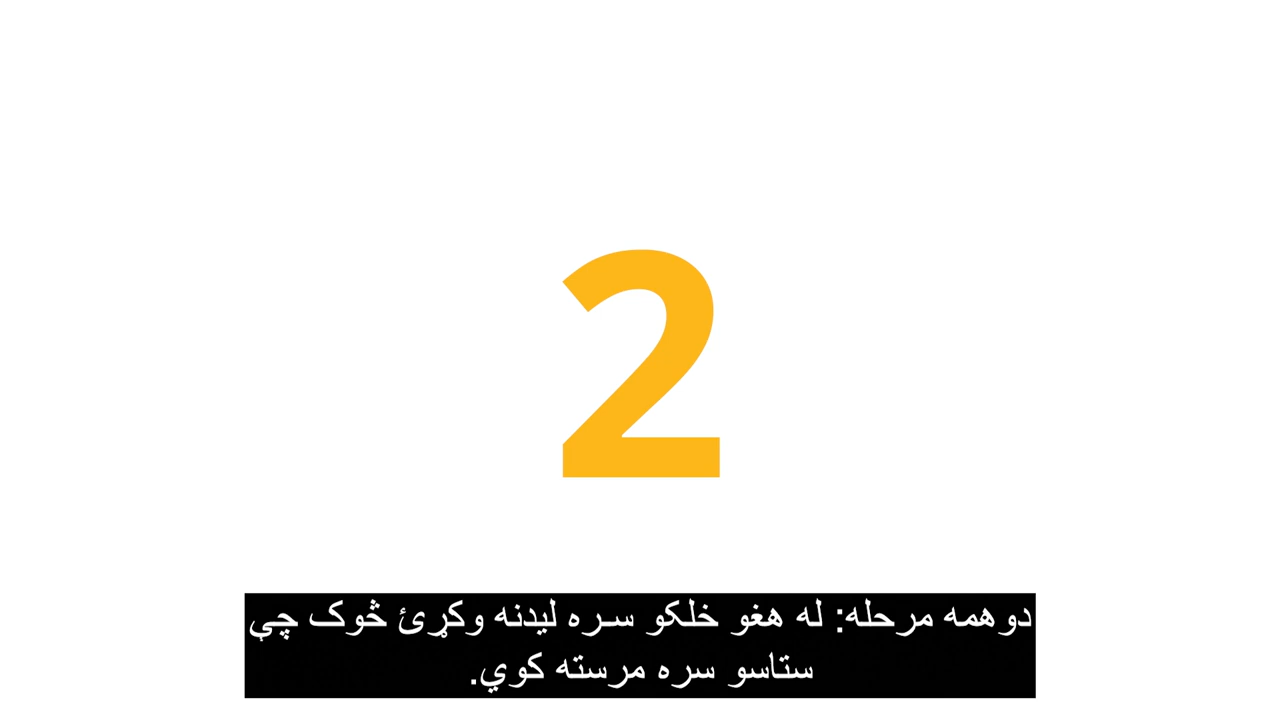 2
دوهمه مرحله: له هغو خلکو سره لیدنه وکړئ څوک چې
ستاسو سره مرسته کوي.